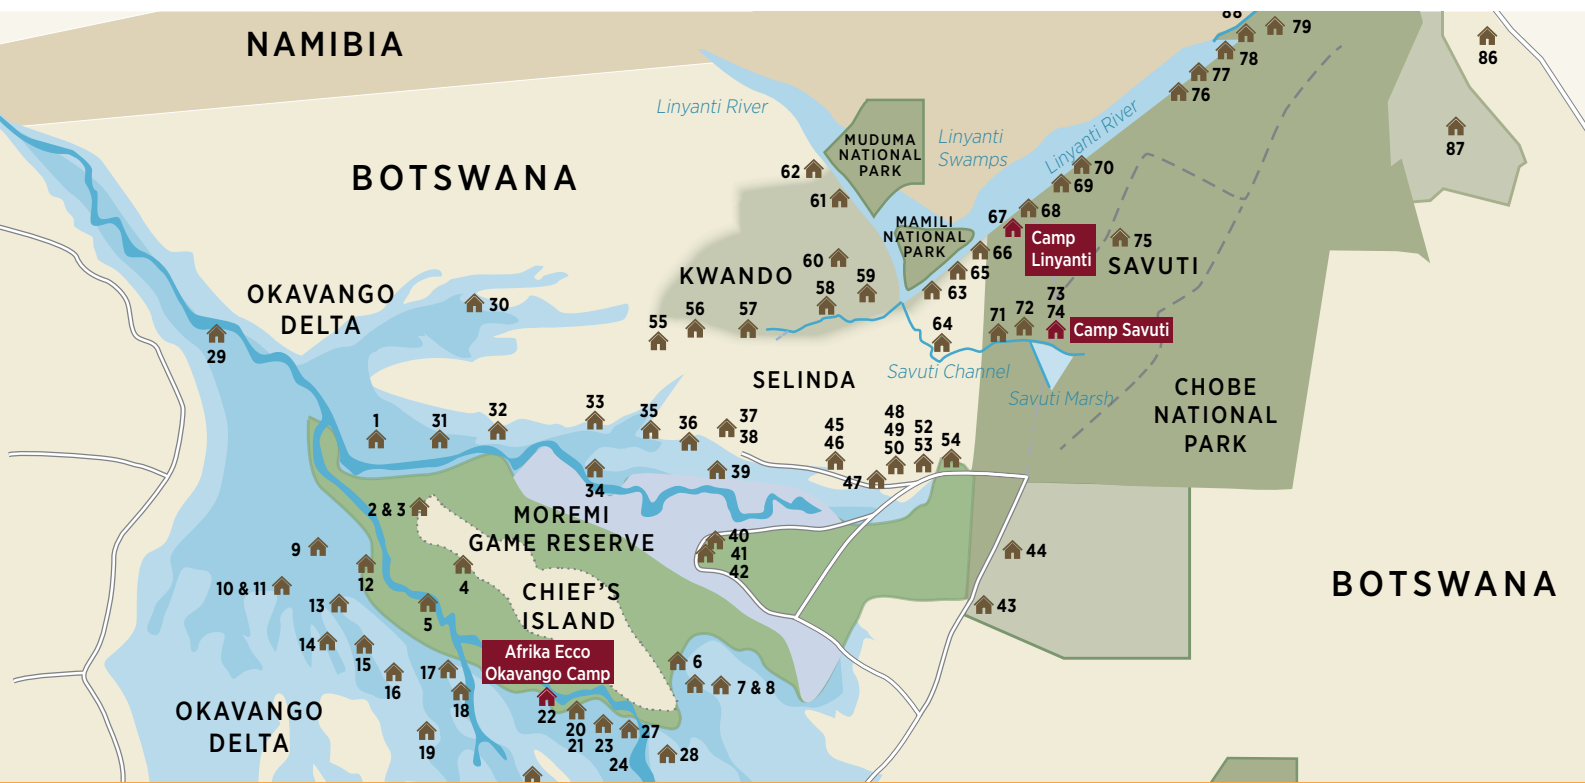 NAMIBIA
88
79
78
77
76
86
87
Linyanti River
MUDUMA
NATIONAL
PARK
Linyanti
Swamps
Linyanti River
BOTSWANA
62
61
70
69
68
67
MAMILI
NATIONAL
PARK
Camp
Linyanti
66
65
63
75
SAVUTI
KWANDO
60
59
58
57
56
55
64
71
72
73
74
Camp Savuti
OKAVANGO
DELTA
30
29
SELINDA
Savuti Channel
Savuti Marsh
CHOBE
NATIONAL
PARK
1
31
32
33
35
36
37
38
45
46
48
49
50
52
53
54
47
39
34
2 & 3
MOREMI
GAME RESERVE
40
41
42
44
43
BOTSWANA
9
12
10 & 11
13
4
5
CHIEF'S
ISLAND
14
15
16
17
18
19
Afrika Ecco
Okavango Camp
6
7 & 8
22
20
21
23
24
27
28
OKAVANGO
DELTA